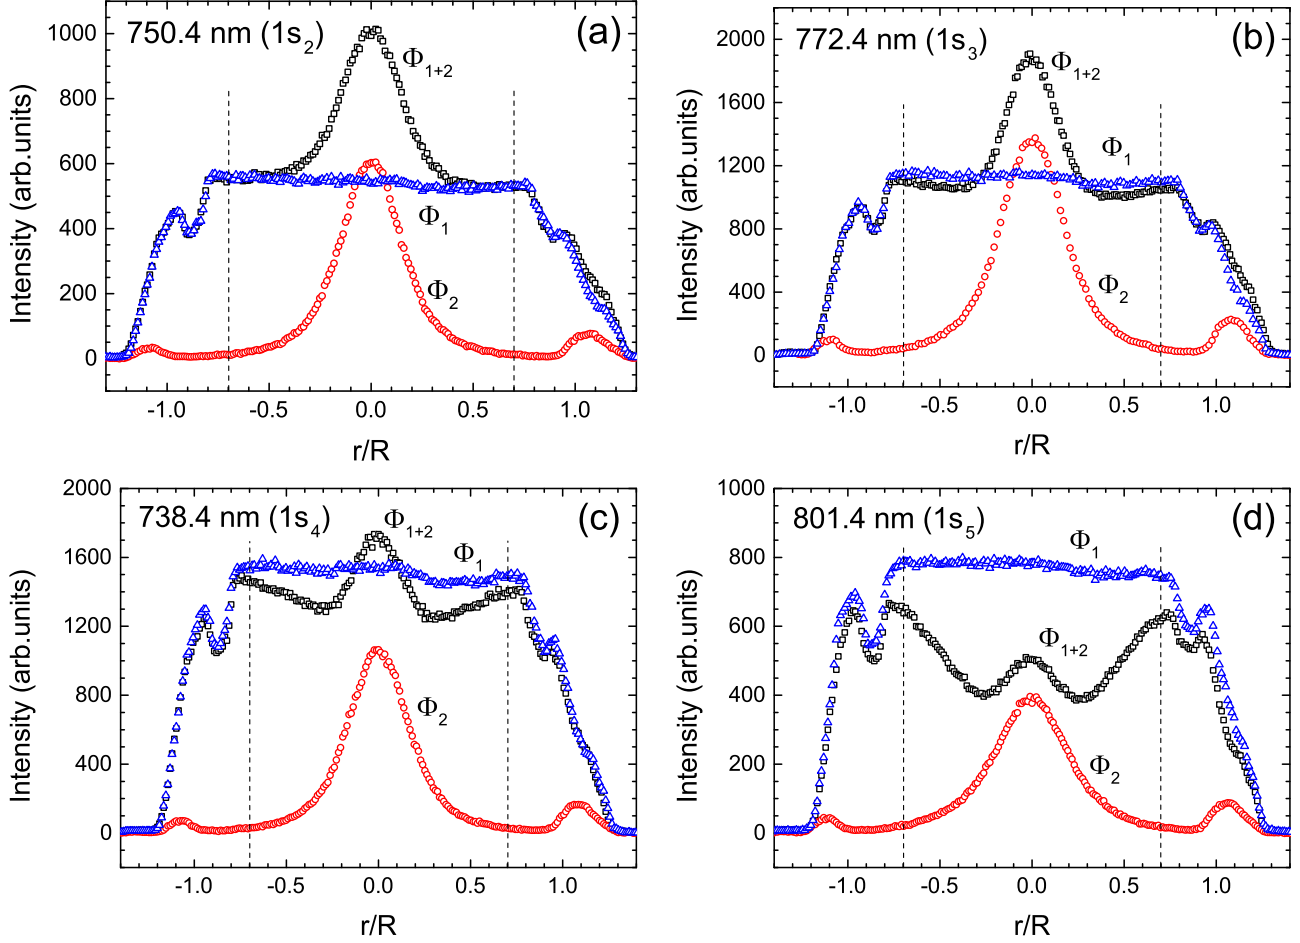 750.4 nm (1s₂)
(a)
Φ₁₊₂
Φ₁
Φ₂
Intensity (arb.units)
1000
800
600
400
200
0
-1.0 -0.5 0.0 0.5 1.0
r/R
772.4 nm (1s₃)
(b)
Φ₁₊₂
Φ₁
Φ₂
Intensity (arb.units)
2000
1600
1200
800
400
0
-1.0 -0.5 0.0 0.5 1.0
r/R
738.4 nm (1s₄)
(c)
Φ₁₊₂
Φ₁
Φ₂
Intensity (arb.units)
2000
1600
1200
800
400
0
-1.0 -0.5 0.0 0.5 1.0
r/R
801.4 nm (1s₅)
(d)
Φ₁
Φ₁₊₂
Φ₂
Intensity (arb.units)
1000
800
600
400
200
0
-1.0 -0.5 0.0 0.5 1.0
r/R